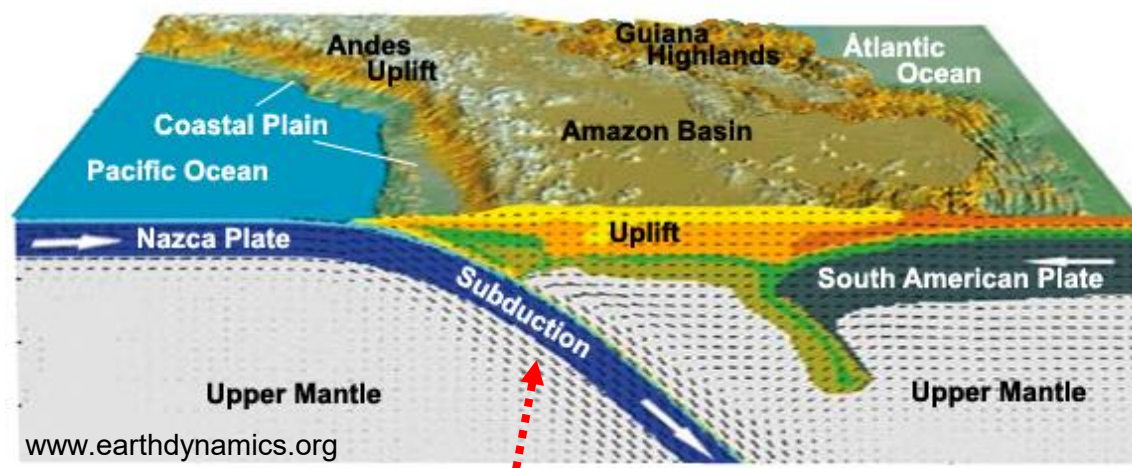 Andes
Uplift
Guiana
Highlands
Atlantic
Ocean
Coastal Plain
Amazon Basin
Pacific Ocean
Nazca Plate
Uplift
South American Plate
Subduction
Upper Mantle
Upper Mantle
www.earthdynamics.org